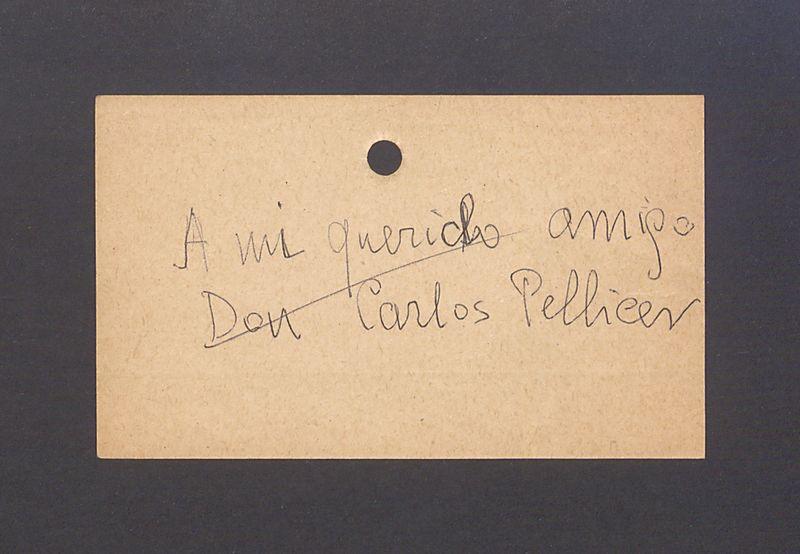 A mi querido amigo
Don Carlos Pellicer